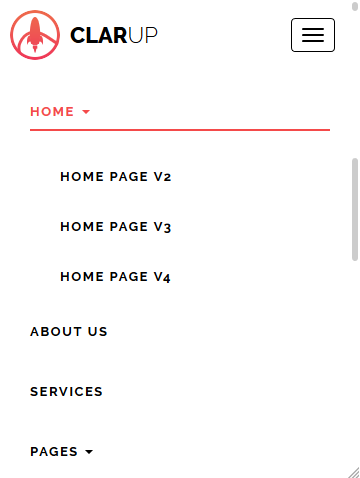 CLARUP
HOME
HOME PAGE V2
HOME PAGE V3
HOME PAGE V4
ABOUT US
SERVICES
PAGES